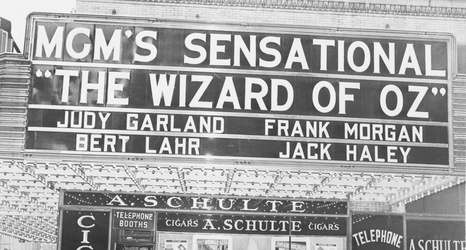 MGM'S SENSATIONAL
"THE WIZARD OF OZ"
JUDY GARLAND FRANK MORGAN
BERT LAHR JACK HALEY
A. SCHULTE
TELEPHONE BOOTHS
CIGARS A. SCHULTE CIGARS
CIG
TELEPHONE
A. SCHULTE